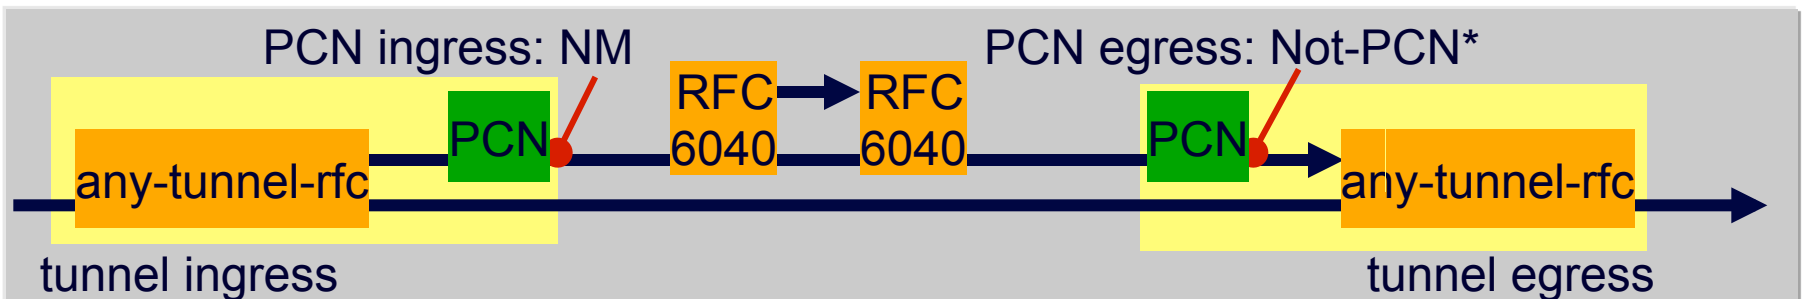 PCN ingress: NM
PCN egress: Not-PCN*
RFC
6040
RFC
6040
PCN
PCN
any-tunnel-rfc
any-tunnel-rfc
tunnel ingress
tunnel egress